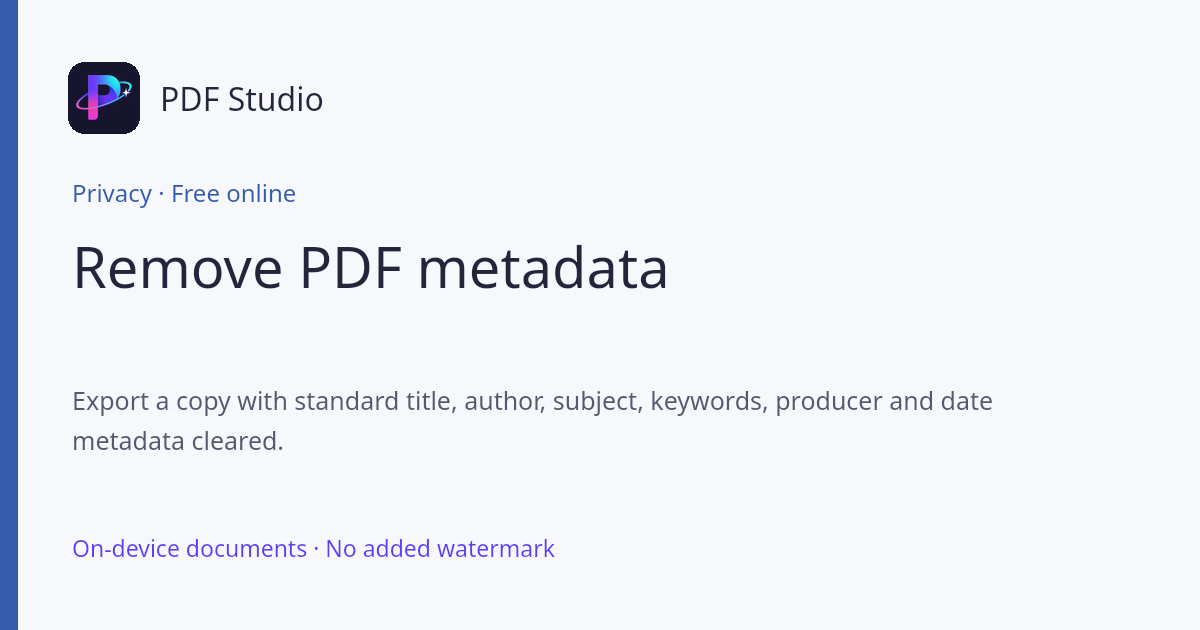 PDF Studio
Privacy · Free online
Remove PDF metadata
Export a copy with standard title, author, subject, keywords, producer and date
metadata cleared.
On-device documents · No added watermark